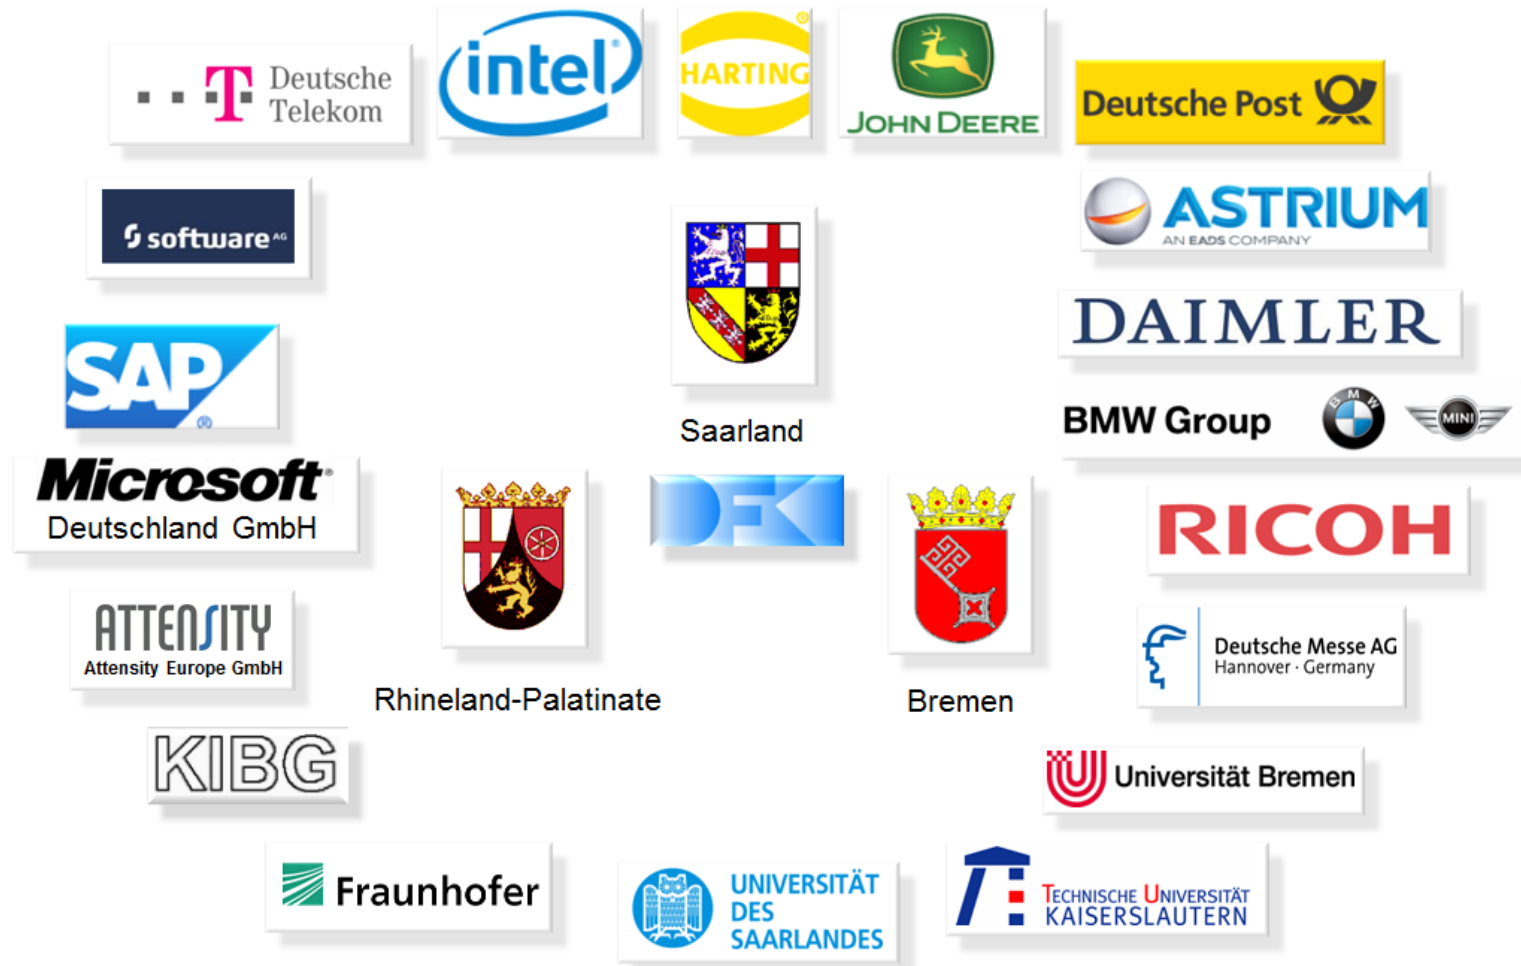 Deutsche
Telekom
intel®
HARTING®
JOHN DEERE
Deutsche Post
software AG
ASTRIUM
AN EADS COMPANY
DAIMLER
SAP®
Saarland
BMW Group
BMW
MINI
Microsoft®
Deutschland GmbH
DFKI
RICOH
ATTENSITY
Attensity Europe GmbH
Deutsche Messe AG
Hannover · Germany
Rhineland-Palatinate
Bremen
KIBG
Universität Bremen
Fraunhofer
UNIVERSITÄT
DES
SAARLANDES
TECHNISCHE UNIVERSITÄT
KAISERSLAUTERN